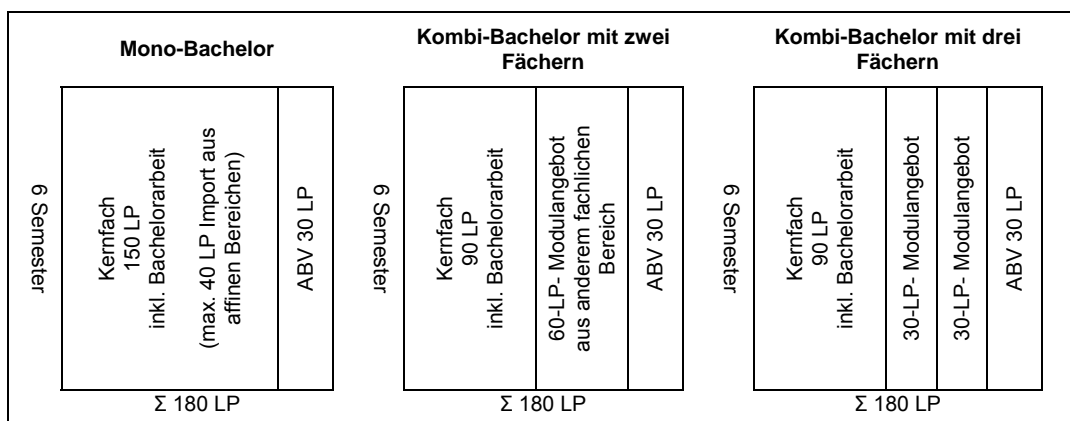 Mono-Bachelor
6 Semester
Kernfach
150 LP
inkl. Bachelorarbeit
(max. 40 LP Import aus
affinen Bereichen)
ABV 30 LP
Σ 180 LP
Kombi-Bachelor mit zwei
Fächern
6 Semester
Kernfach
90 LP
inkl. Bachelorarbeit
60-LP- Modulangebot
aus anderem fachlichen
Bereich
ABV 30 LP
Σ 180 LP
Kombi-Bachelor mit drei
Fächern
6 Semester
Kernfach
90 LP
inkl. Bachelorarbeit
30-LP- Modulangebot
30-LP- Modulangebot
ABV 30 LP
Σ 180 LP